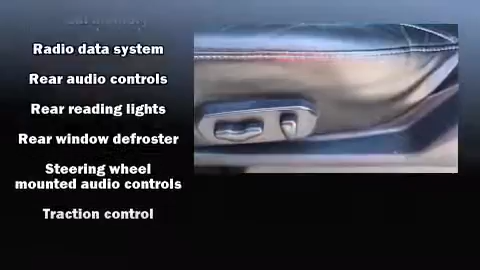 Radio data system
Rear audio controls
Rear reading lights
Rear window defroster
Steering wheel
mounted audio controls
Traction control